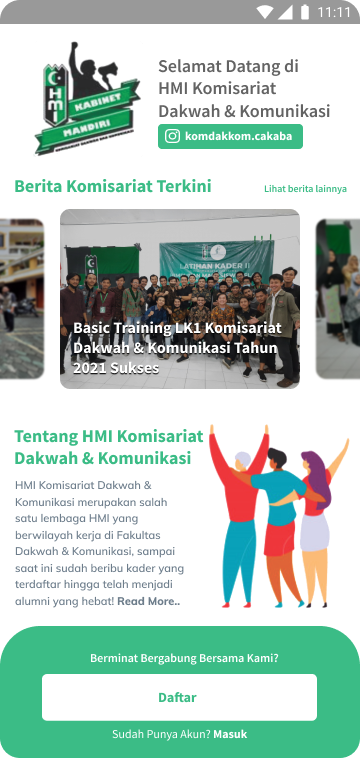 11:11
HMI
KABINET
MANDIRI
Selamat Datang di
HMI Komisariat
Dakwah & Komunikasi
komdakkom.cakaba
Berita Komisariat Terkini
Lihat berita lainnya
LATIHAN KADER II
Basic Training LK1 Komisariat
Dakwah & Komunikasi Tahun
2021 Sukses
Tentang HMI Komisariat
Dakwah & Komunikasi
HMI Komisariat Dakwah &
Komunikasi merupakan salah
satu lembaga HMI yang
berwilayah kerja di Fakultas
Dakwah & Komunikasi, sampai
saat ini sudah beribu kader yang
terdaftar hingga telah menjadi
alumni yang hebat! Read More..
Berminat Bergabung Bersama Kami?
Daftar
Sudah Punya Akun? Masuk